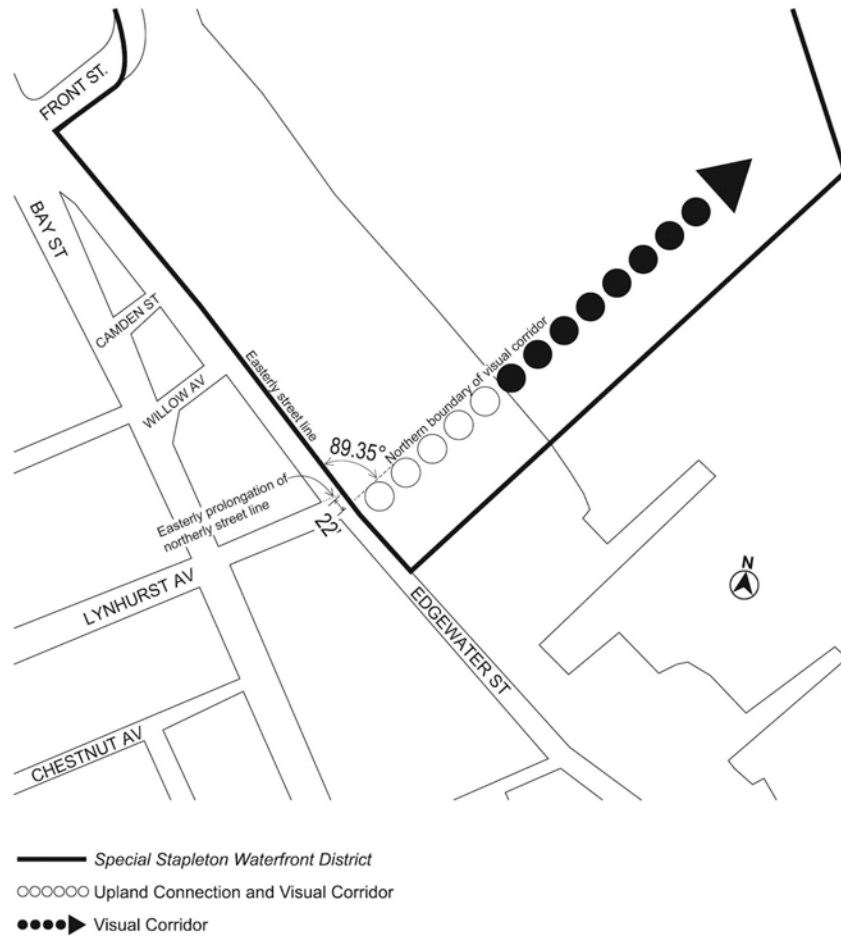 FRONT ST.
BAY ST
CAMDEN ST
WILLOW AV
Easterly street line
Northern boundary of visual corridor
89.35°
Easterly prolongation of
northerly street line
22'
N
LYNHURST AV
EDGEWATER ST
CHESTNUT AV
Special Stapleton Waterfront District
Upland Connection and Visual Corridor
Visual Corridor